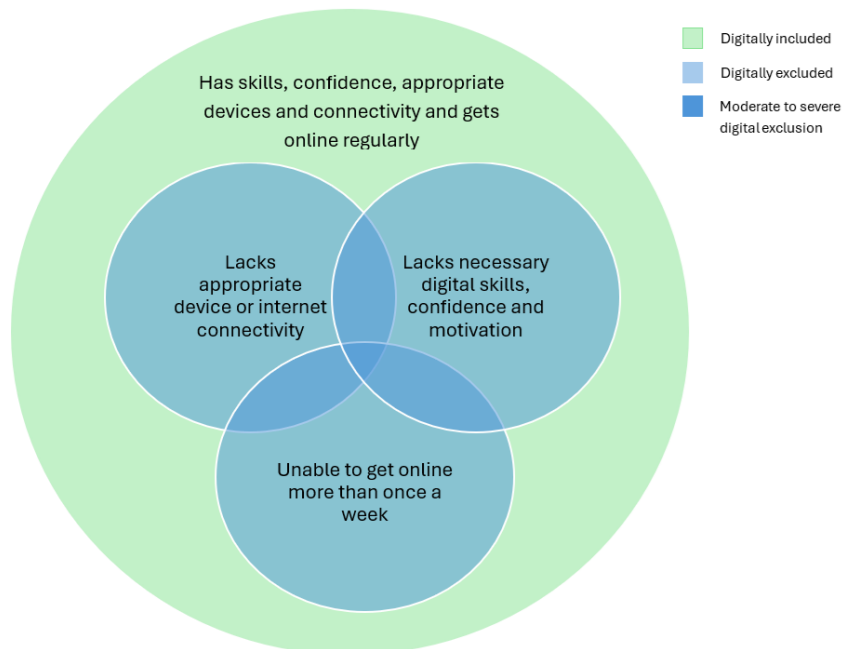 Digitally included
Digitally excluded
Moderate to severe
digital exclusion
Has skills, confidence, appropriate
devices and connectivity and gets
online regularly
Lacks
appropriate
device or internet
connectivity
Lacks necessary
digital skills,
confidence and
motivation
Unable to get online
more than once a
week